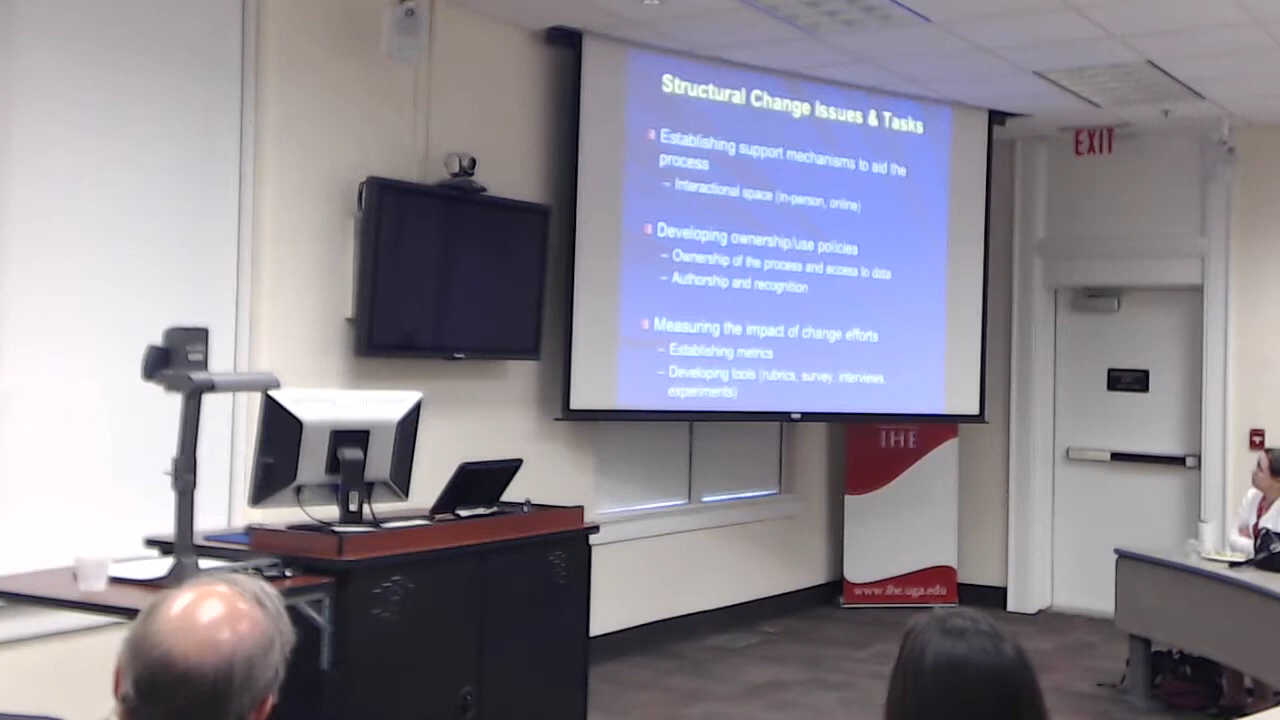 Structural Change Issues & Tasks
Establishing support mechanisms to aid the
process
– Interactional space (in-person, online)
Developing ownership/use policies
– Ownership of the process and access to data
– Authorship and recognition
Measuring the impact of change efforts
– Establishing metrics
– Developing tools (rubrics, survey, interviews,
experiments)
EXIT
IHE
www.ihe.uga.edu